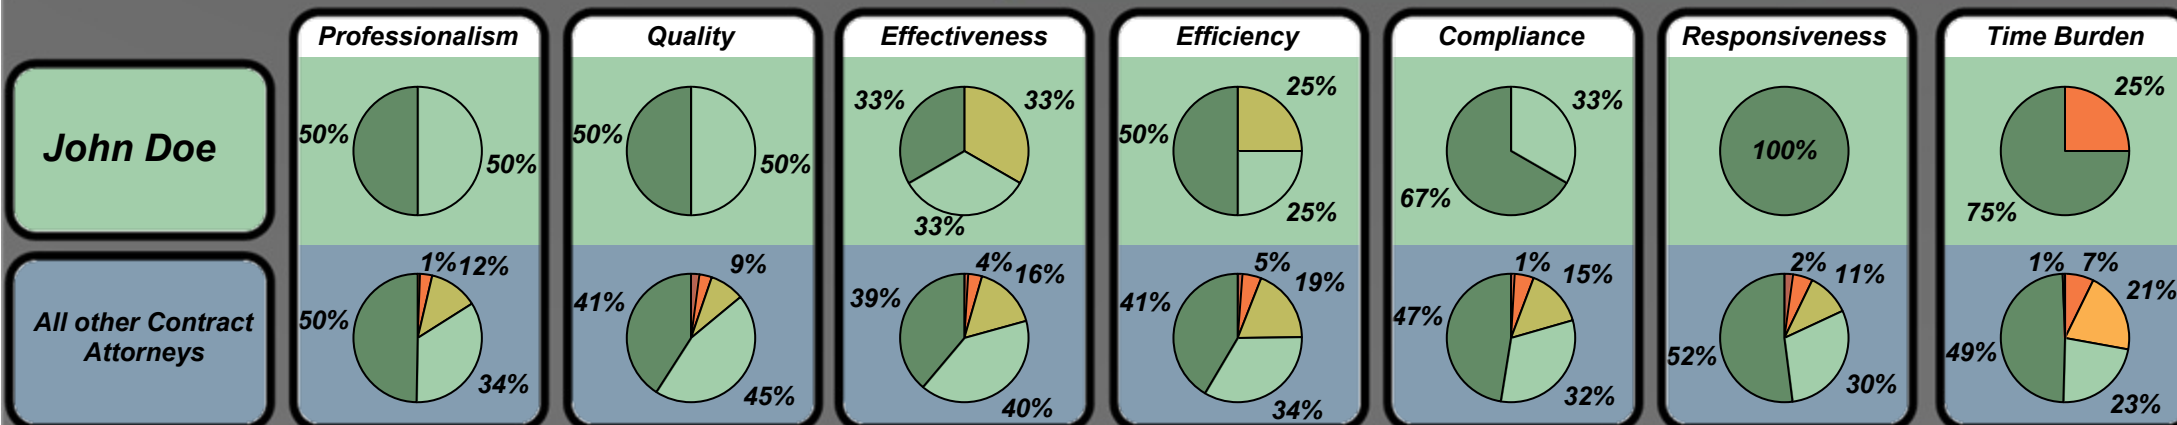 Professionalism Quality Effectiveness Efficiency Compliance Responsiveness Time Burden
John Doe
50% 50%
50% 50%
33% 33% 33%
50% 25% 25%
33% 67%
100%
25% 75%
All other Contract
Attorneys
1% 12% 50% 34%
9% 41% 45%
4% 16% 39% 40%
5% 19% 41% 34%
1% 15% 47% 32%
2% 11% 52% 30%
1% 7% 21% 49% 23%